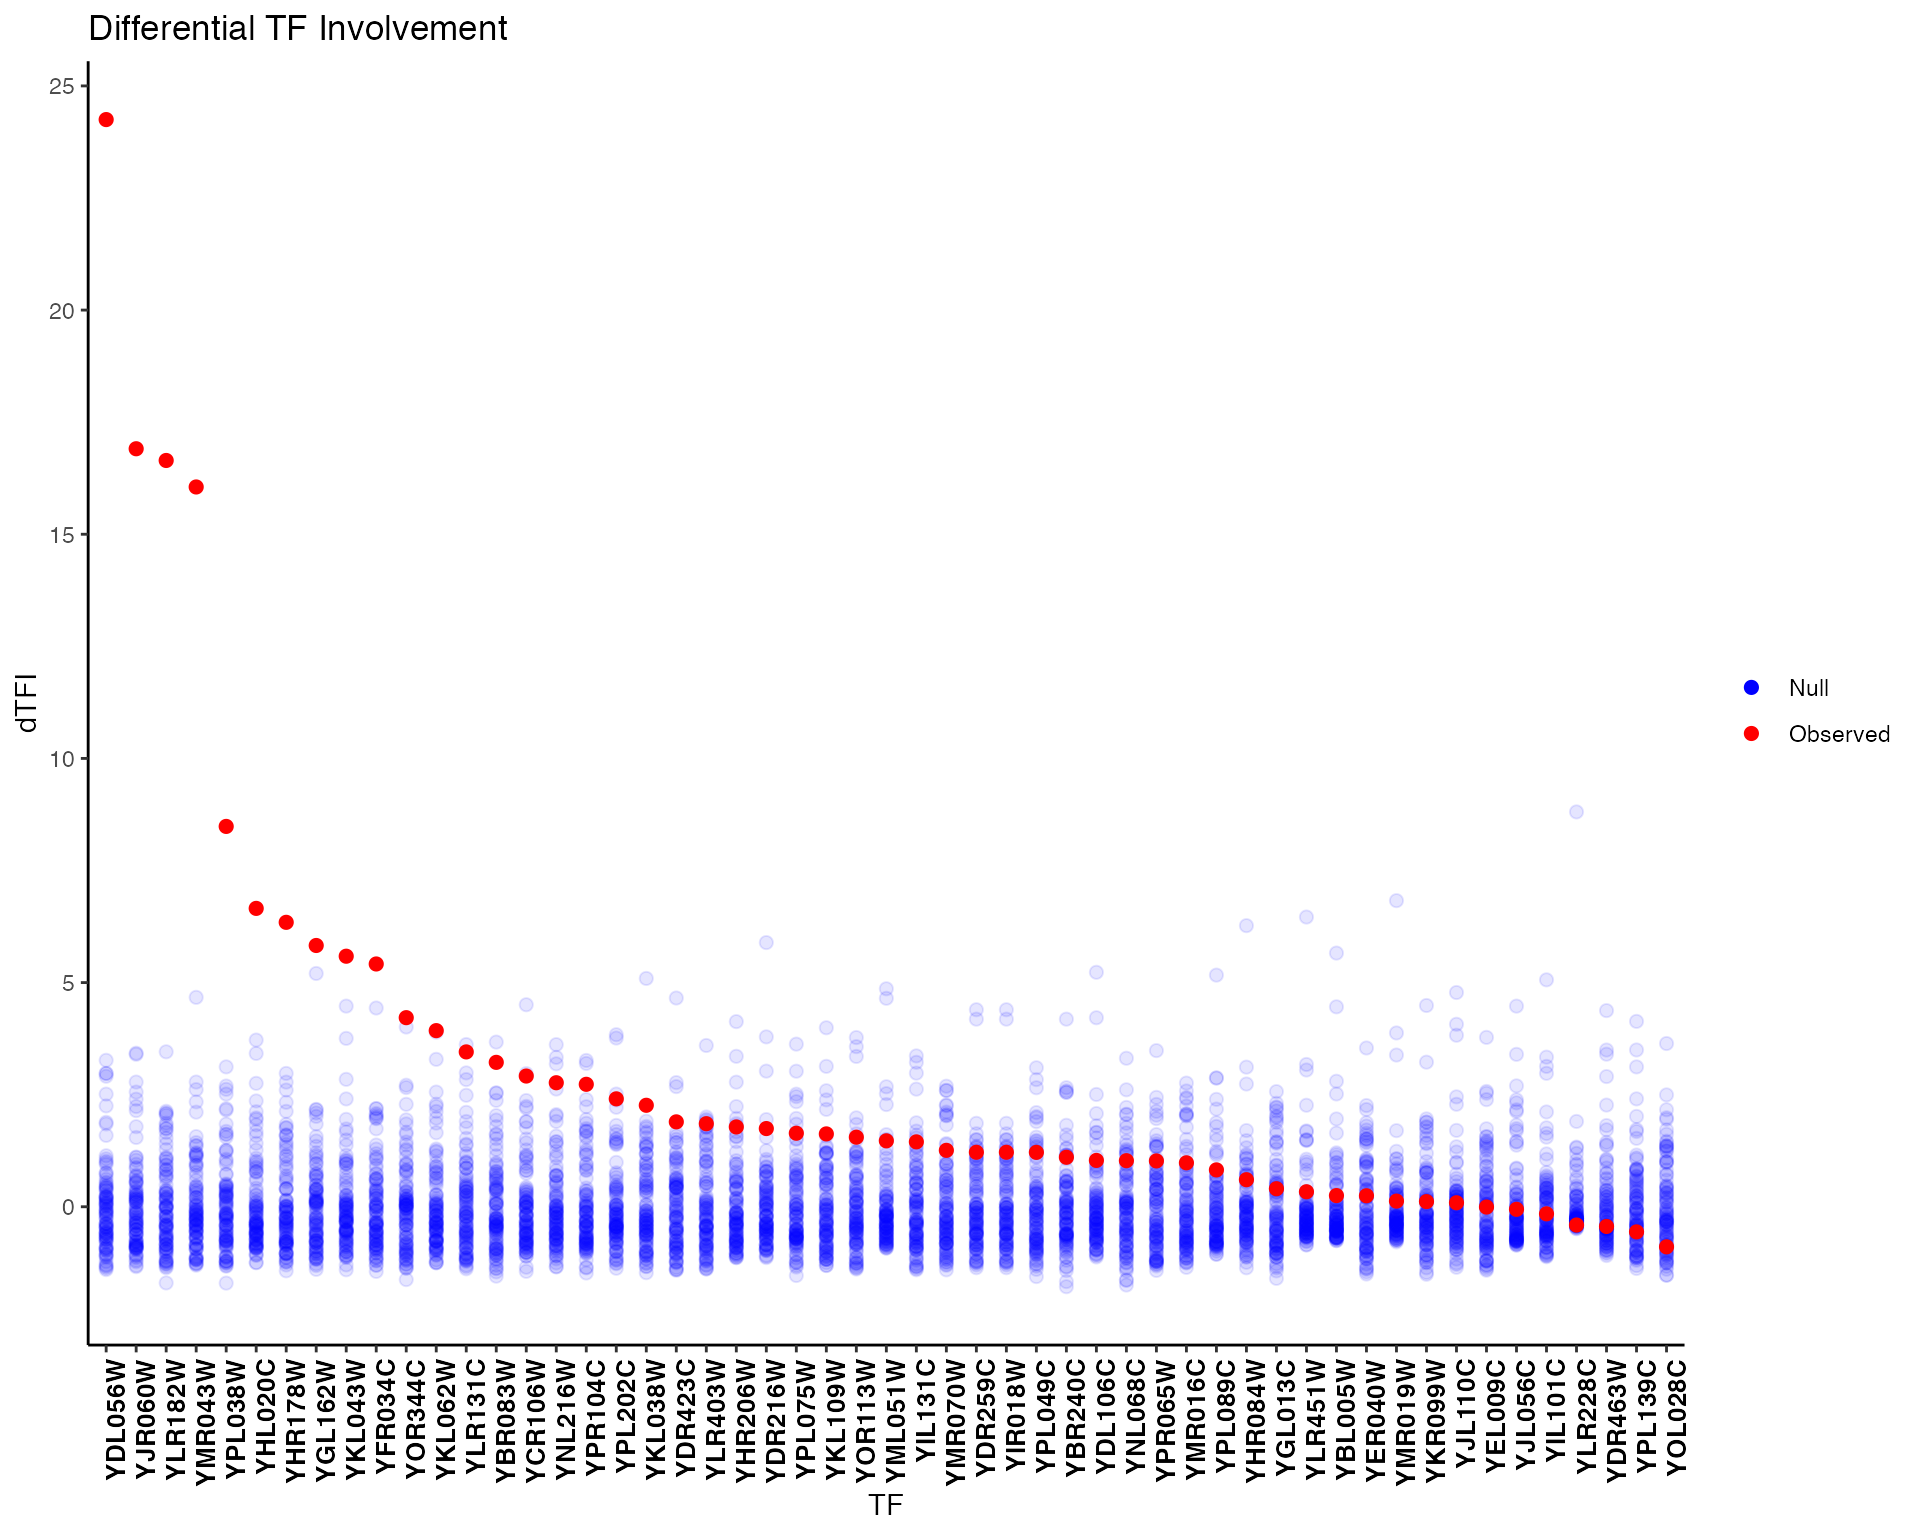 Differential TF Involvement
25
20
15
10
5
0
dTFI
Null
Observed
YDL056W
YJR060W
YLR182W
YMR043W
YPL038W
YHL020C
YHR178W
YGL162W
YKL043W
YFR034C
YOR344C
YKL062W
YLR131C
YBR083W
YCR106W
YNL216W
YPR104C
YPL202C
YKL038W
YDR423C
YLR403W
YHR206W
YDR216W
YPL075W
YKL109W
YOR113W
YML051W
YIL131C
YMR070W
YDR259C
YIR018W
YPL049C
YBR240C
YDL106C
YNL068C
YPR065W
YMR016C
YPL089C
YHR084W
YGL013C
YLR451W
YBL005W
YER040W
YMR019W
YKR099W
YJL110C
YEL009C
YJL056C
YIL101C
YLR228C
YDR463W
YPL139C
YOL028C
TF